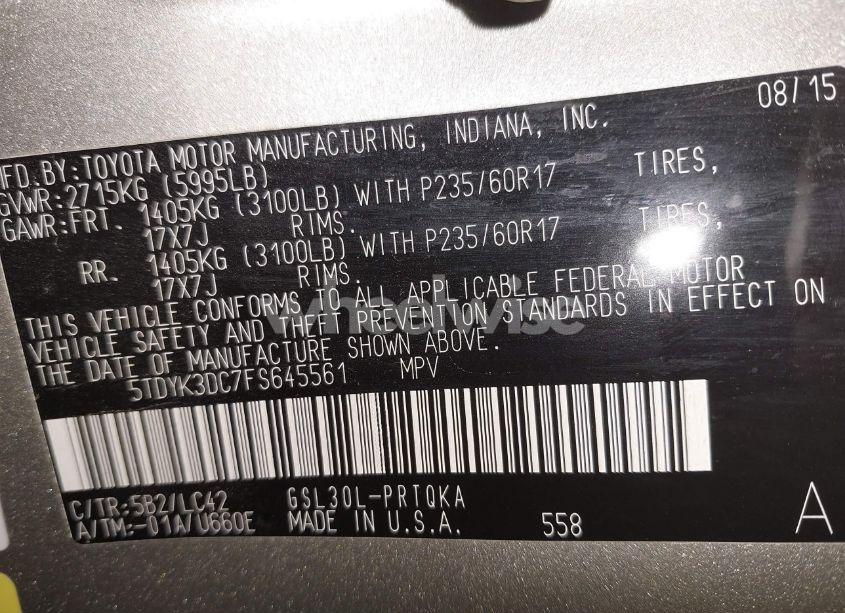 08/15
MFD.BY:TOYOTA MOTOR MANUFACTURING, INDIANA, INC.
GVWR:2715KG (5995LB)
GAWR:FRT. 1405KG (3100LB) WITH P235/60R17 TIRES,
17X7J RIMS.
RR. 1405KG (3100LB) WITH P235/60R17 TIRES,
17X7J RIMS.
THIS VEHICLE CONFORMS TO ALL APPLICABLE FEDERAL MOTOR
VEHICLE SAFETY AND THEFT PREVENTION STANDARDS IN EFFECT ON
THE DATE OF MANUFACTURE SHOWN ABOVE.
5TDYK3DC7FS645561 MPV
C/TR:5B2/LC42 GSL30L-PRTQKA
A/TM:-01A/U660E MADE IN U.S.A. 558 A
wheelwise